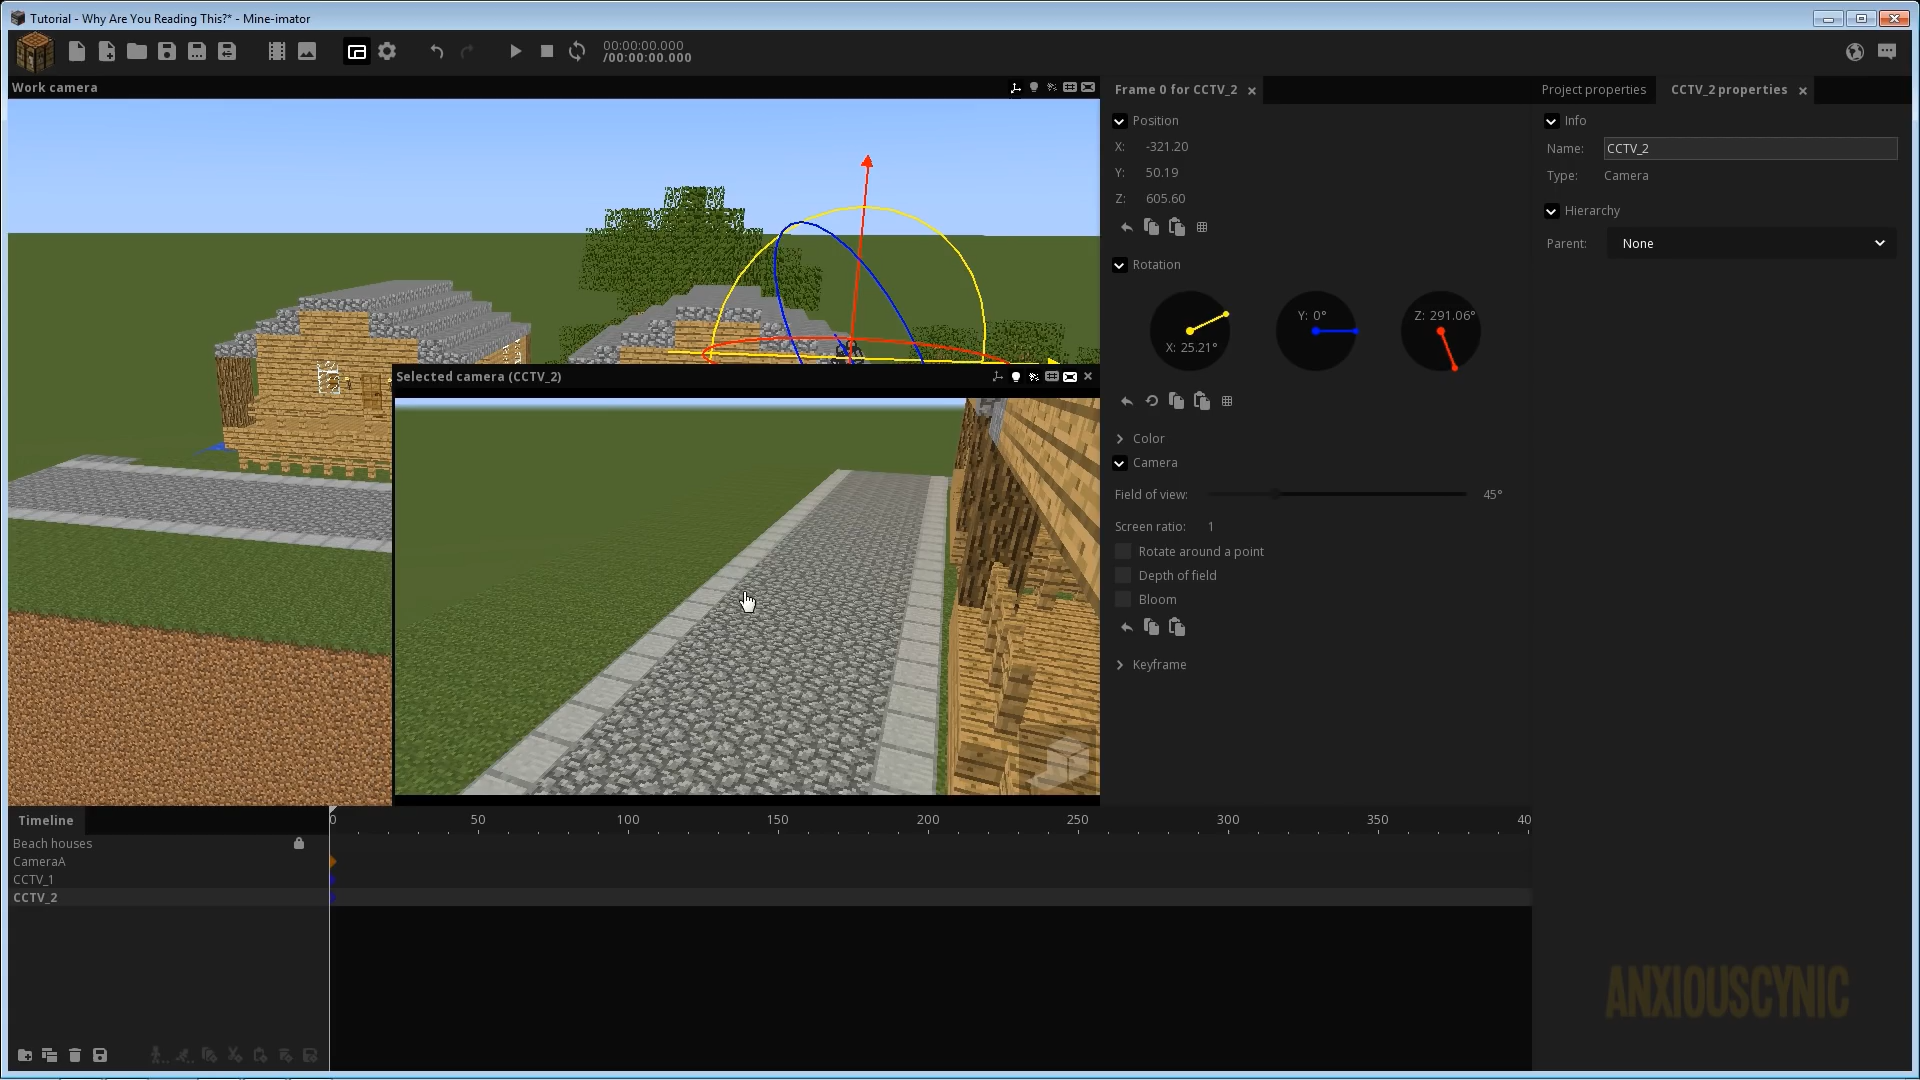 Tutorial - Why Are You Reading This?* - Mine-imator
00:00:00.000
/00:00:00.000
Work camera
Selected camera (CCTV_2)
Frame 0 for CCTV_2
Position
X: -321.20
Y: 50.19
Z: 605.60
Rotation
X: 25.21°
Y: 0°
Z: 291.06°
Color
Camera
Field of view: 45°
Screen ratio: 1
Rotate around a point
Depth of field
Bloom
Keyframe
Project properties
CCTV_2 properties
Info
Name: CCTV_2
Type: Camera
Hierarchy
Parent: None
Timeline
0 50 100 150 200 250 300 350 40
Beach houses
CameraA
CCTV_1
CCTV_2
ANXIOUSCYNIC